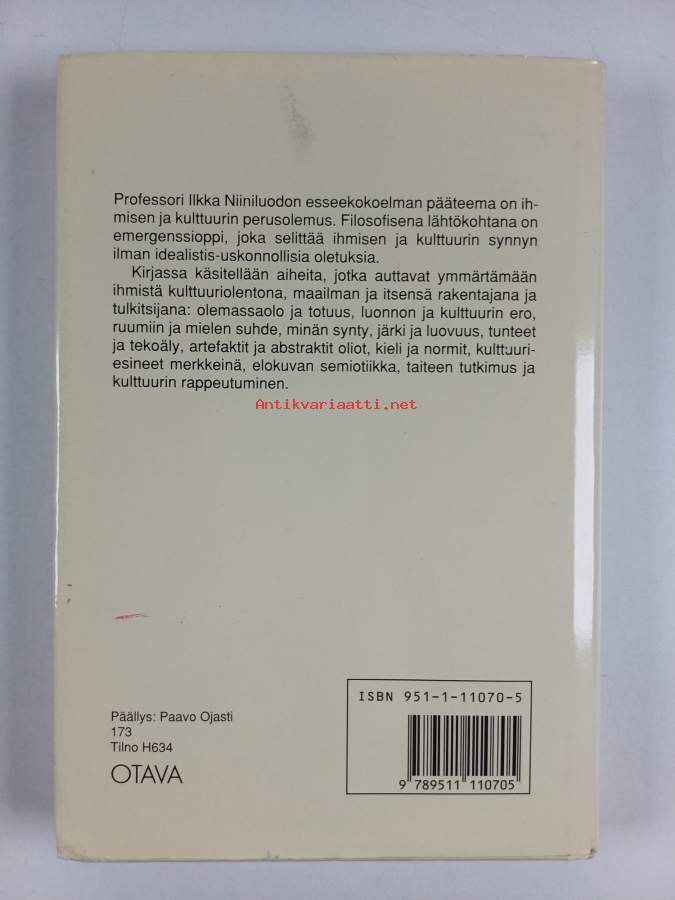 Professori Ilkka Niiniluodon esseekokoelman pääteema on ih-
misen ja kulttuurin perusolemus. Filosofisena lähtökohtana on
emergenssioppi, joka selittää ihmisen ja kulttuurin synnyn
ilman idealistis-uskonnollisia oletuksia.
Kirjassa käsitellään aiheita, jotka auttavat ymmärtämään
ihmistä kulttuuriolentona, maailman ja itsensä rakentajana ja
tulkitsijana: olemassaolo ja totuus, luonnon ja kulttuurin ero,
ruumiin ja mielen suhde, minän synty, järki ja luovuus, tunteet
ja tekoäly, artefaktit ja abstraktit oliot, kieli ja normit, kulttuuri-
esineet merkkeinä, elokuvan semiotiikka, taiteen tutkimus ja
kulttuurin rappeutuminen.
Antikvariaatti.net
ISBN 951-1-11070-5
Päällys: Paavo Ojasti
173
Tilno H634
OTAVA
9 789511 110705